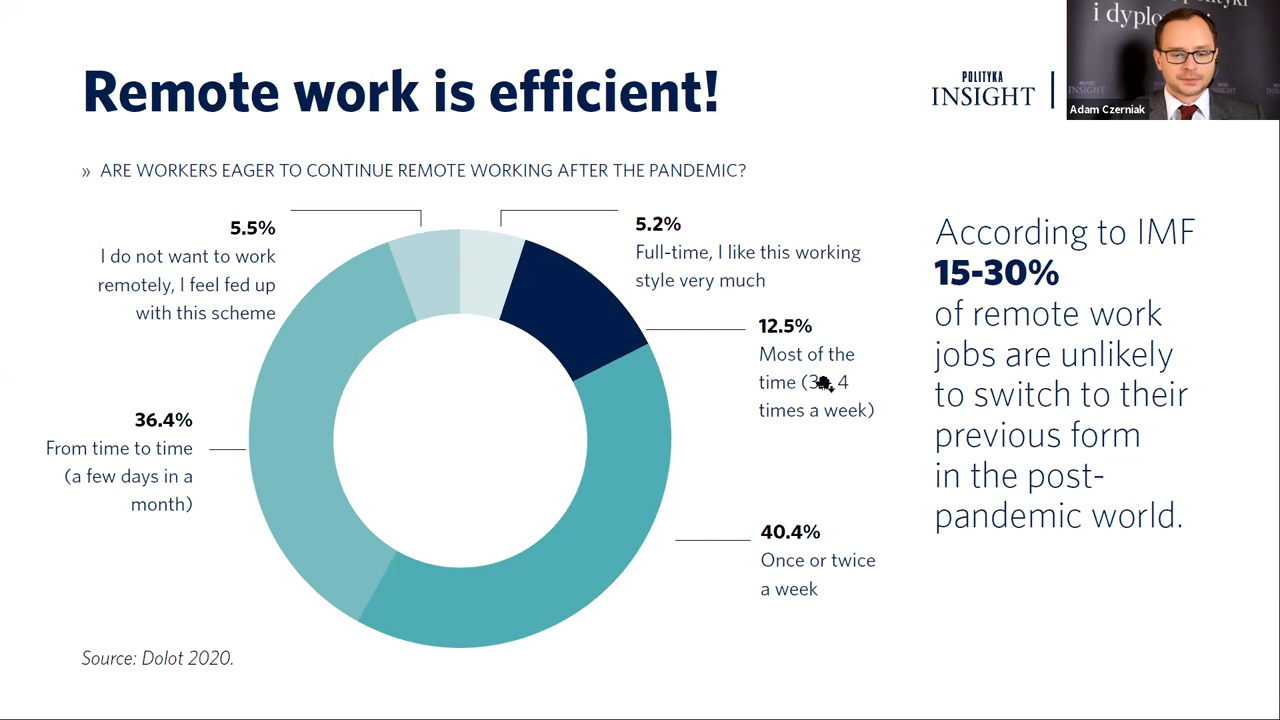 Remote work is efficient!
POLITYKA
INSIGHT
i dyplo
INSIGHT
Adam Czerniak
» ARE WORKERS EAGER TO CONTINUE REMOTE WORKING AFTER THE PANDEMIC?
5.5%
I do not want to work
remotely, I feel fed up
with this scheme
5.2%
Full-time, I like this working
style very much
12.5%
Most of the
time (3 4
times a week)
36.4%
From time to time
(a few days in a
month)
40.4%
Once or twice
a week
According to IMF
15-30%
of remote work
jobs are unlikely
to switch to their
previous form
in the post-
pandemic world.
Source: Dolot 2020.